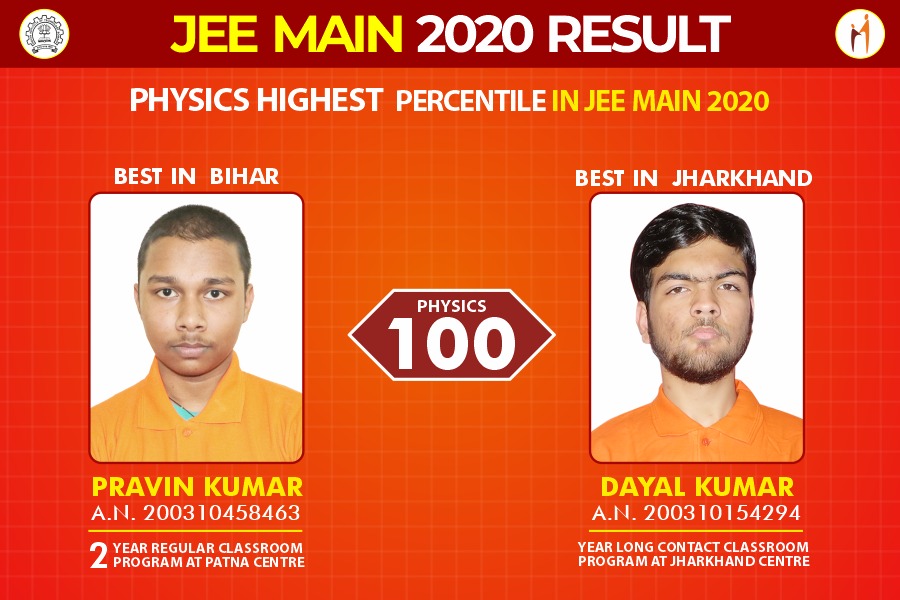 JEE MAIN 2020 RESULT
PHYSICS HIGHEST PERCENTILE IN JEE MAIN 2020
BEST IN BIHAR
BEST IN JHARKHAND
PHYSICS
100
PRAVIN KUMAR
A.N. 200310458463
2 YEAR REGULAR CLASSROOM
PROGRAM AT PATNA CENTRE
DAYAL KUMAR
A.N. 200310154294
YEAR LONG CONTACT CLASSROOM
PROGRAM AT JHARKHAND CENTRE